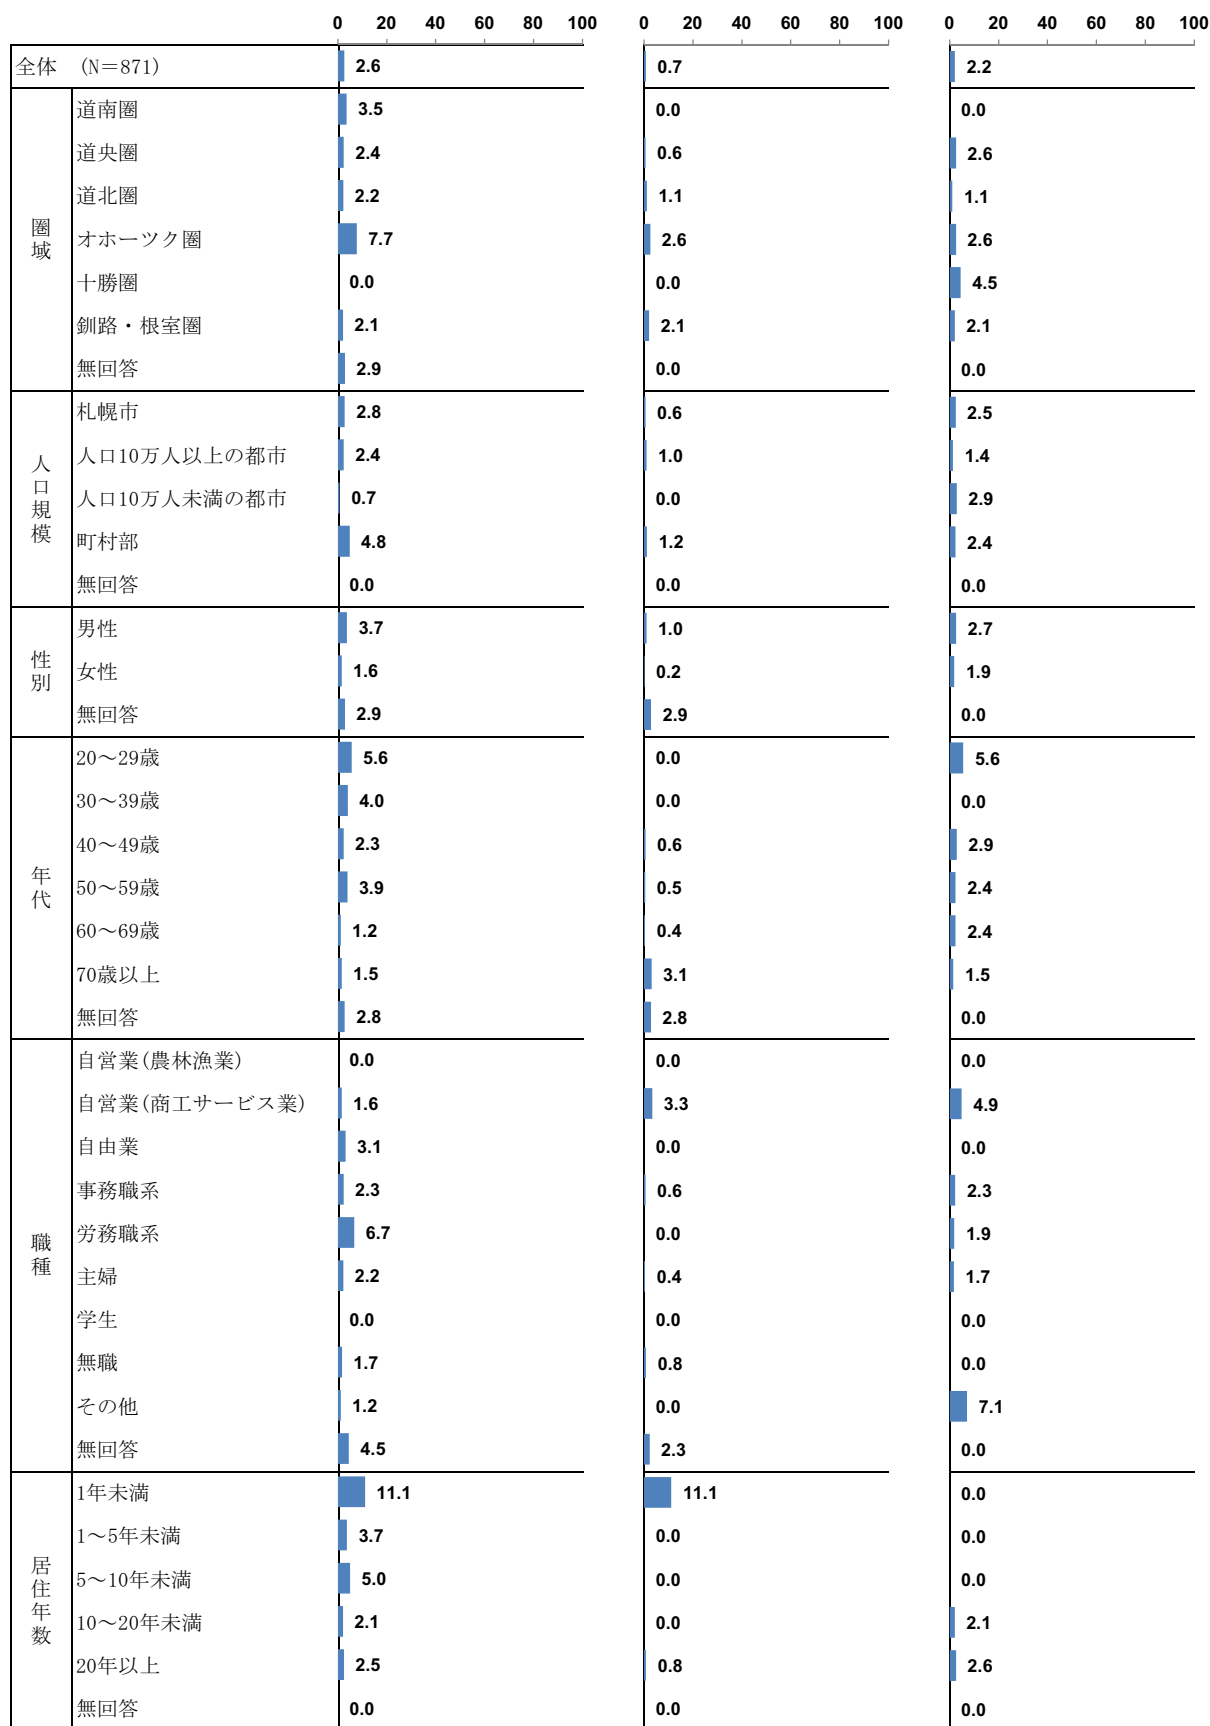 0 20 40 60 80 100 0 20 40 60 80 100 0 20 40 60 80 100
全体 (N=871) 2.6 0.7 2.2
圏域
道南圏 3.5 0.0 0.0
道央圏 2.4 0.6 2.6
道北圏 2.2 1.1 1.1
オホーツク圏 7.7 2.6 2.6
十勝圏 0.0 0.0 4.5
釧路・根室圏 2.1 2.1 2.1
無回答 2.9 0.0 0.0
人口規模
札幌市 2.8 0.6 2.5
人口10万人以上の都市 2.4 1.0 1.4
人口10万人未満の都市 0.7 0.0 2.9
町村部 4.8 1.2 2.4
無回答 0.0 0.0 0.0
性別
男性 3.7 1.0 2.7
女性 1.6 0.2 1.9
無回答 2.9 2.9 0.0
年代
20〜29歳 5.6 0.0 5.6
30〜39歳 4.0 0.0 0.0
40〜49歳 2.3 0.6 2.9
50〜59歳 3.9 0.5 2.4
60〜69歳 1.2 0.4 2.4
70歳以上 1.5 3.1 1.5
無回答 2.8 2.8 0.0
職種
自営業(農林漁業) 0.0 0.0 0.0
自営業(商工サービス業) 1.6 3.3 4.9
自由業 3.1 0.0 0.0
事務職系 2.3 0.6 2.3
労務職系 6.7 0.0 1.9
主婦 2.2 0.4 1.7
学生 0.0 0.0 0.0
無職 1.7 0.8 0.0
その他 1.2 0.0 7.1
無回答 4.5 2.3 0.0
居住年数
1年未満 11.1 11.1 0.0
1〜5年未満 3.7 0.0 0.0
5〜10年未満 5.0 0.0 0.0
10〜20年未満 2.1 0.0 2.1
20年以上 2.5 0.8 2.6
無回答 0.0 0.0 0.0